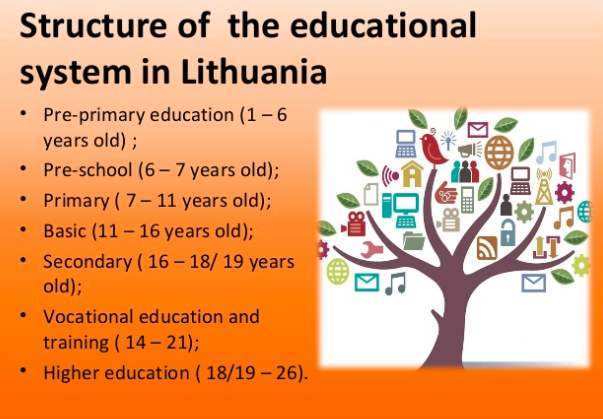 Structure of the educational
system in Lithuania
• Pre-primary education (1 – 6
years old) ;
• Pre-school (6 – 7 years old);
• Primary ( 7 – 11 years old);
• Basic (11 – 16 years old);
• Secondary ( 16 – 18/ 19 years
old);
• Vocational education and
training ( 14 – 21);
• Higher education ( 18/19 – 26).